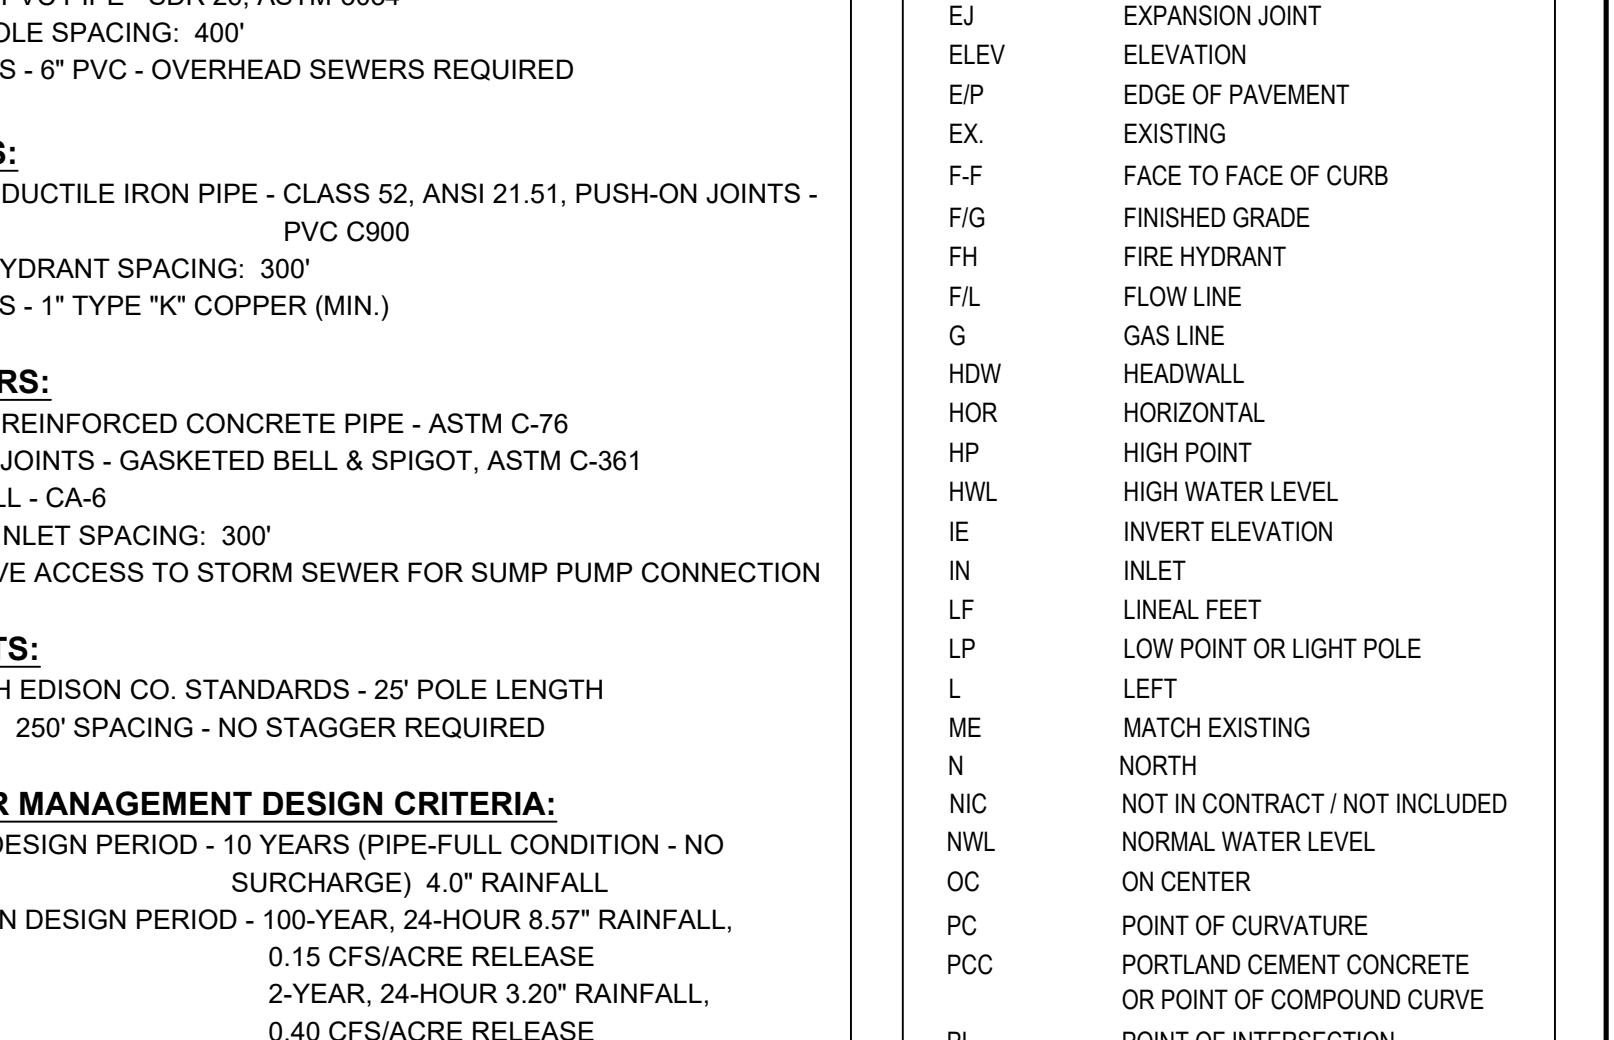 OLE SPACING: 400'
S - 6" PVC - OVERHEAD SEWERS REQUIRED
S:
DUCTILE IRON PIPE - CLASS 52, ANSI 21.51, PUSH-ON JOINTS -
PVC C900
YDRANT SPACING: 300'
S - 1" TYPE "K" COPPER (MIN.)
RS:
REINFORCED CONCRETE PIPE - ASTM C-76
JOINTS - GASKETED BELL & SPIGOT, ASTM C-361
LL - CA-6
NLET SPACING: 300'
VE ACCESS TO STORM SEWER FOR SUMP PUMP CONNECTION
TS:
H EDISON CO. STANDARDS - 25' POLE LENGTH
250' SPACING - NO STAGGER REQUIRED
R MANAGEMENT DESIGN CRITERIA:
DESIGN PERIOD - 10 YEARS (PIPE-FULL CONDITION - NO
SURCHARGE) 4.0" RAINFALL
N DESIGN PERIOD - 100-YEAR, 24-HOUR 8.57" RAINFALL,
0.15 CFS/ACRE RELEASE
2-YEAR, 24-HOUR 3.20" RAINFALL,
0.40 CFS/ACRE RELEASE
EJ EXPANSION JOINT
ELEV ELEVATION
E/P EDGE OF PAVEMENT
EX. EXISTING
F-F FACE TO FACE OF CURB
F/G FINISHED GRADE
FH FIRE HYDRANT
F/L FLOW LINE
G GAS LINE
HDW HEADWALL
HOR HORIZONTAL
HP HIGH POINT
HWL HIGH WATER LEVEL
IE INVERT ELEVATION
IN INLET
LF LINEAL FEET
LP LOW POINT OR LIGHT POLE
L LEFT
ME MATCH EXISTING
N NORTH
NIC NOT IN CONTRACT / NOT INCLUDED
NWL NORMAL WATER LEVEL
OC ON CENTER
PC POINT OF CURVATURE
PCC PORTLAND CEMENT CONCRETE
OR POINT OF COMPOUND CURVE
POINT OF INTERSECTION